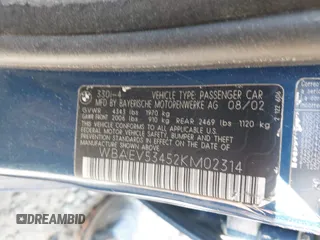 330I-4 VEHICLE TYPE PASSENGER CAR
MFD BY BAYERISCHE MOTORENWERKE AG 08/02
GVWR 4343 lbs 1970 kg
GAWR FRONT 2006 lbs 910 kg GAWR REAR 2469 lbs 1120 kg
THIS VEHICLE CONFORMS TO ALL APPLICABLE
FEDERAL MOTOR VEHICLE SAFETY, BUMPER AND
THEFT PREVENTION STANDARDS IN EFFECT ON THE
DATE OF MANUFACTURE SHOWN ABOVE
WBAEV53452KM02314